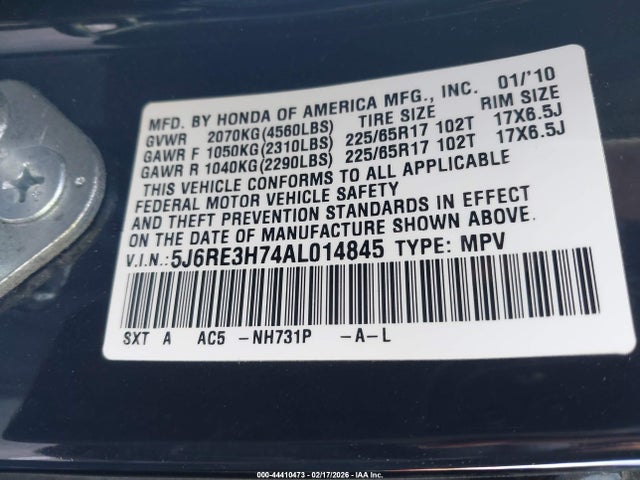 MFD. BY HONDA OF AMERICA MFG., INC. 01/'10
GVWR 2070KG(4560LBS) TIRE SIZE RIM SIZE
GAWR F 1050KG(2310LBS) 225/65R17 102T 17X6.5J
GAWR R 1040KG(2290LBS) 225/65R17 102T 17X6.5J
THIS VEHICLE CONFORMS TO ALL APPLICABLE
FEDERAL MOTOR VEHICLE SAFETY
AND THEFT PREVENTION STANDARDS IN EFFECT
ON THE DATE OF MANUFACTURE SHOWN ABOVE.
V.I.N.: 5J6RE3H74AL014845 TYPE: MPV
SXT A AC5 -NH731P -A-L
000-44410473 - 02/17/2026 - IAA Inc.